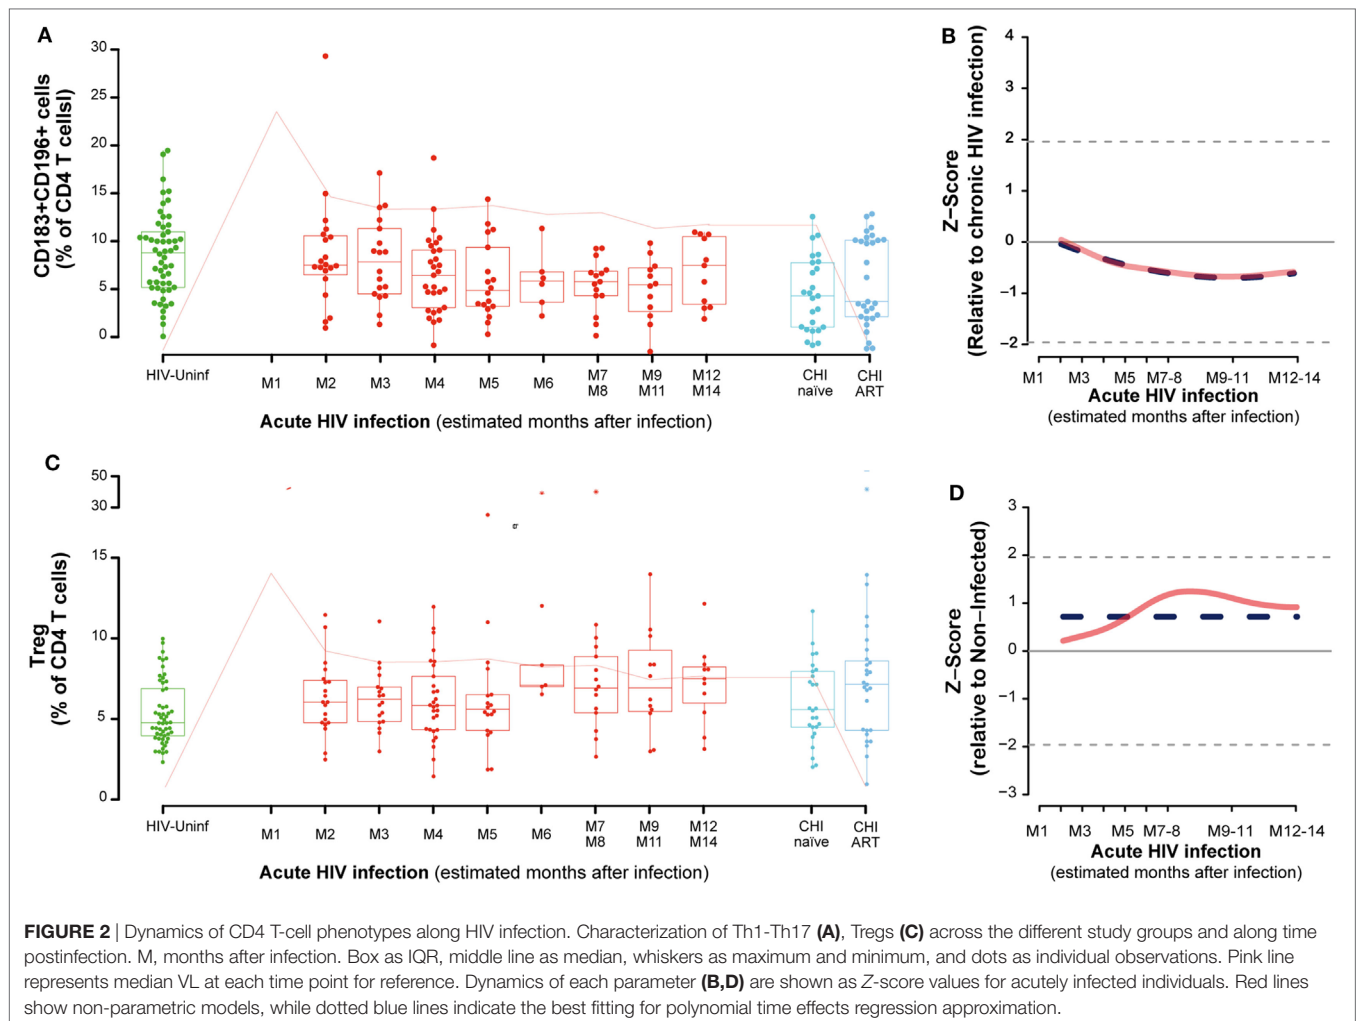 A
CD183+CD196+ cells
(% of CD4 T cellsl)
30
25
20
15
10
5
0
HIV-Uninf
M1
M2
M3
M4
M5
M6
M7
M8
M9
M11
M12
M14
CHI
naïve
CHI
ART
Acute HIV infection (estimated months after infection)
B
Z−Score
(Relative to chronic HIV infection)
4
2
1
0
−1
−2
M1
M3
M5
M7-8
M9-11
M12-14
Acute HIV infection
(estimated months after infection)
C
Treg
(% of CD4 T cells)
50
30
15
10
5
0
HIV-Uninf
M1
M2
M3
M4
M5
M6
M7
M8
M9
M11
M12
M14
CHI
naïve
CHI
ART
Acute HIV infection (estimated months after infection)
D
Z−Score
(relative to Non−Infected)
3
2
1
0
−1
−2
−3
M1
M3
M5
M7-8
M9-11
M12-14
Acute HIV infection
(estimated months after infection)
FIGURE 2 | Dynamics of CD4 T-cell phenotypes along HIV infection. Characterization of Th1-Th17 (A), Tregs (C) across the different study groups and along time
postinfection. M, months after infection. Box as IQR, middle line as median, whiskers as maximum and minimum, and dots as individual observations. Pink line
represents median VL at each time point for reference. Dynamics of each parameter (B,D) are shown as Z-score values for acutely infected individuals. Red lines
show non-parametric models, while dotted blue lines indicate the best fitting for polynomial time effects regression approximation.